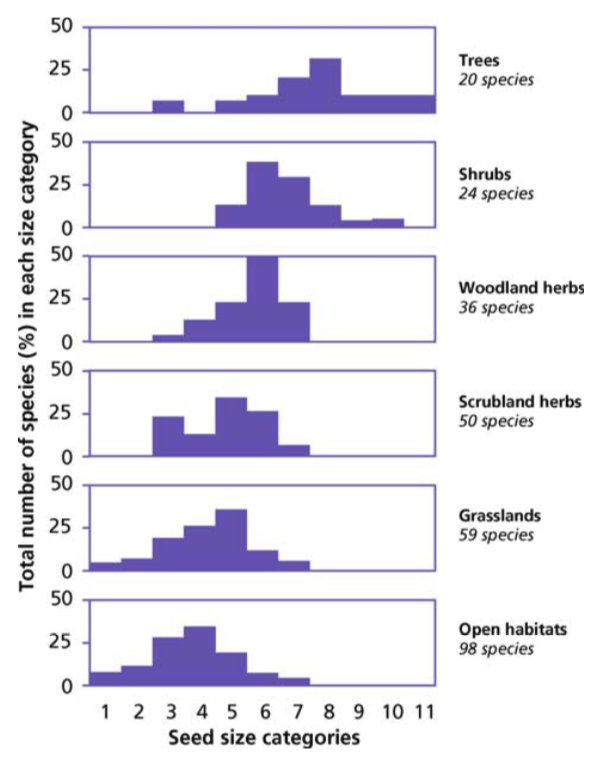 Total number of species (%) in each size category
50
25
0
Trees
20 species
50
25
0
Shrubs
24 species
50
25
0
Woodland herbs
36 species
50
25
0
Scrubland herbs
50 species
50
25
0
Grasslands
59 species
50
25
0
Open habitats
98 species
1 2 3 4 5 6 7 8 9 10 11
Seed size categories